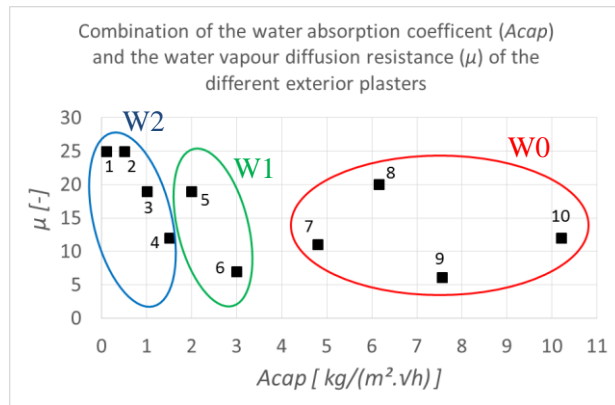 Combination of the water absorption coefficent (Acap)
and the water vapour diffusion resistance (μ) of the
different exterior plasters
W2
W1
W0
μ [-]
30
25
20
15
10
5
0
1
2
3
4
5
6
7
8
9
10
0 1 2 3 4 5 6 7 8 9 10 11
Acap [ kg/(m².√h) ]